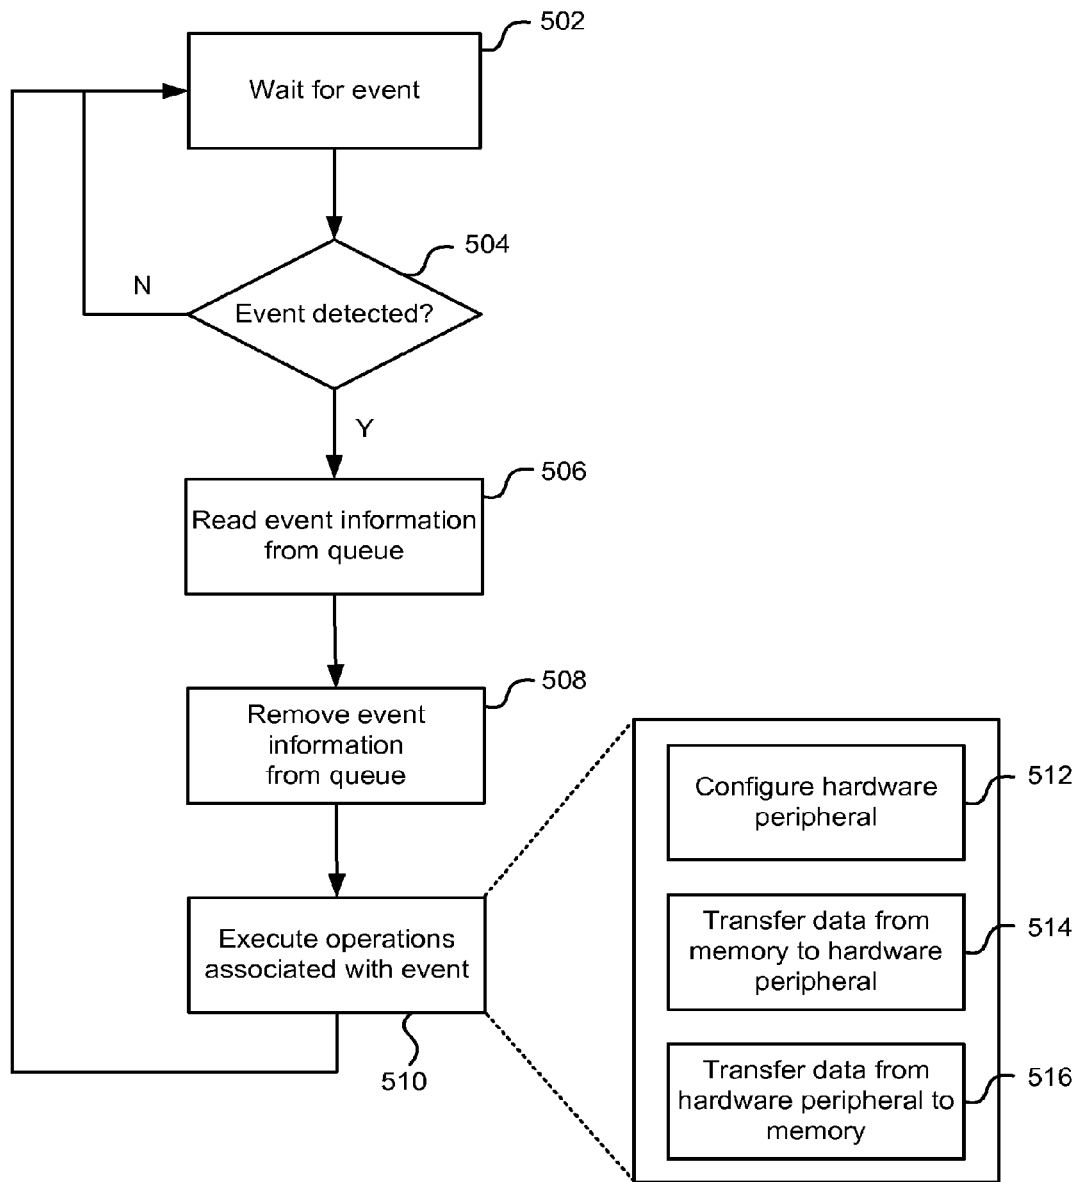 502
Wait for event
504
N
Event detected?
Y
506
Read event information
from queue
508
Remove event
information
from queue
512
Configure hardware
peripheral
514
Transfer data from
memory to hardware
peripheral
Execute operations
associated with event
510
516
Transfer data from
hardware peripheral to
memory